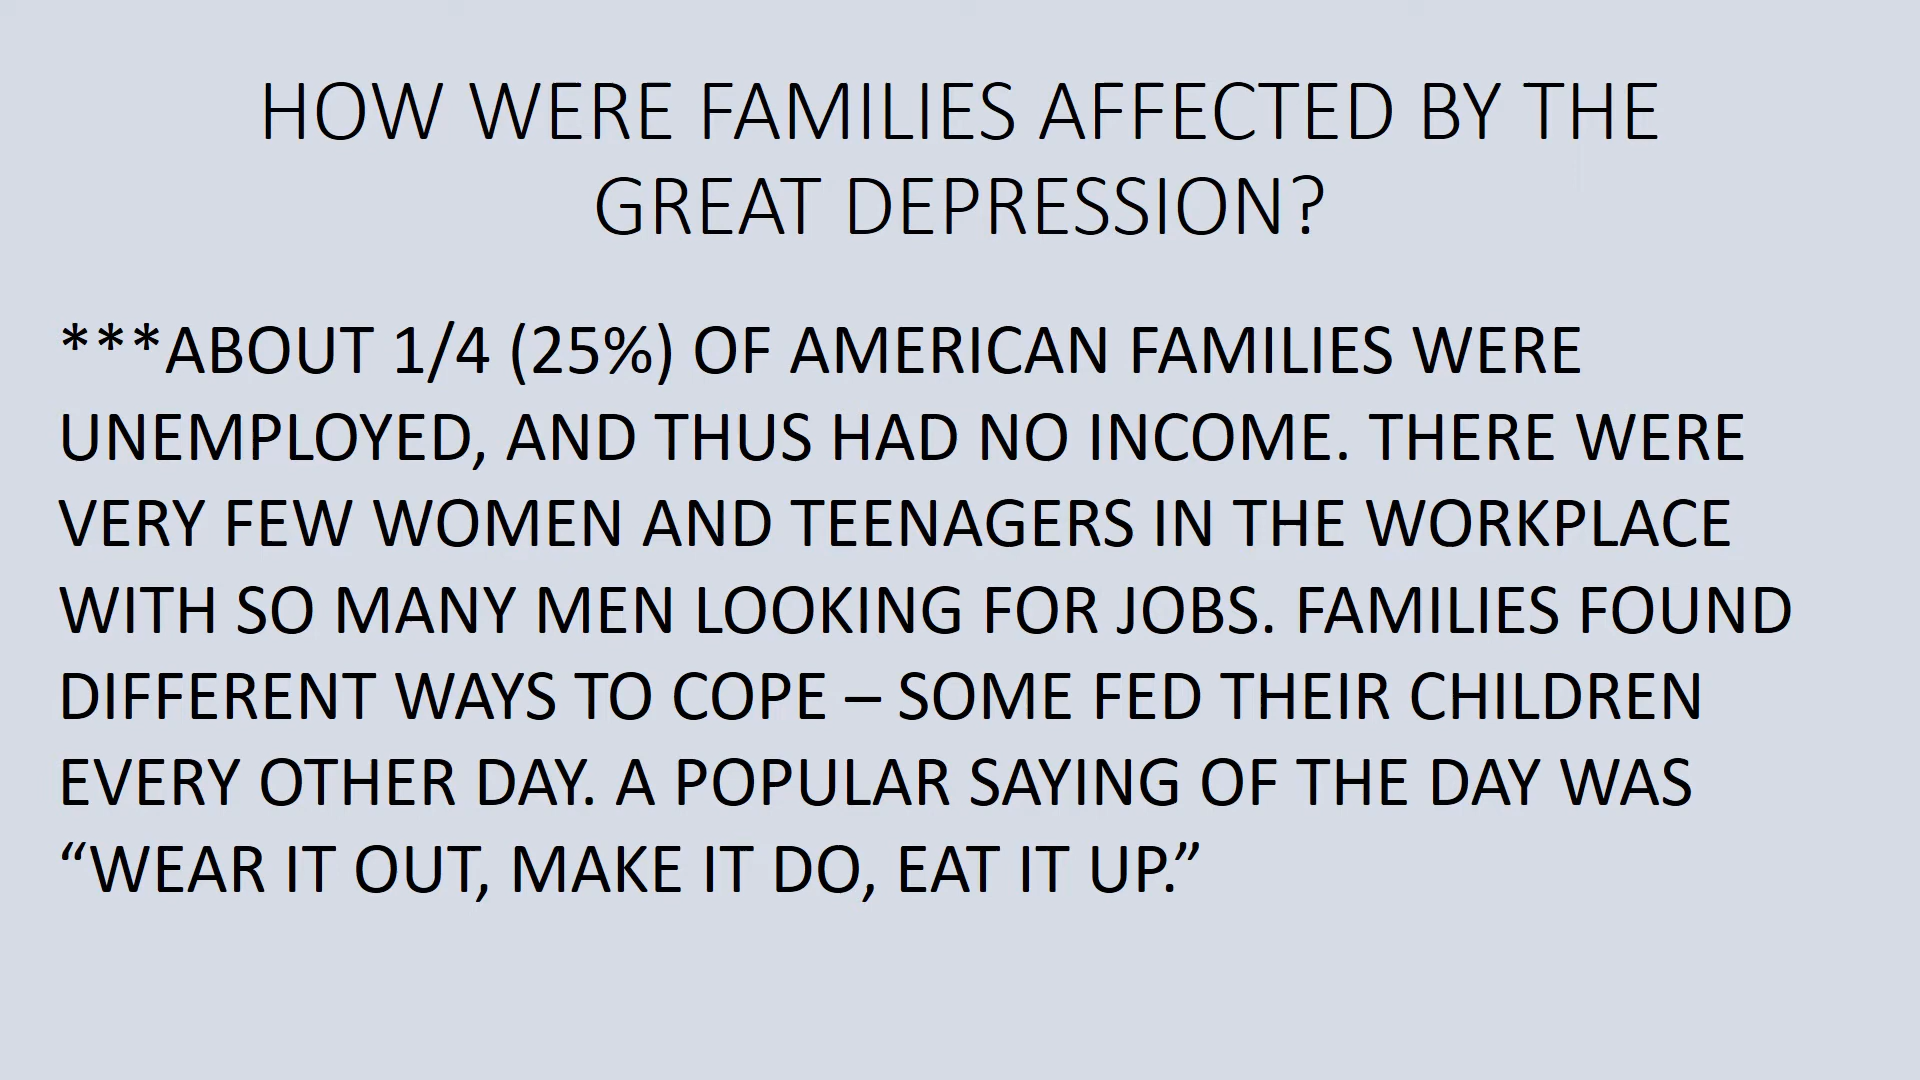 HOW WERE FAMILIES AFFECTED BY THE
GREAT DEPRESSION?
***ABOUT 1/4 (25%) OF AMERICAN FAMILIES WERE
UNEMPLOYED, AND THUS HAD NO INCOME. THERE WERE
VERY FEW WOMEN AND TEENAGERS IN THE WORKPLACE
WITH SO MANY MEN LOOKING FOR JOBS. FAMILIES FOUND
DIFFERENT WAYS TO COPE – SOME FED THEIR CHILDREN
EVERY OTHER DAY. A POPULAR SAYING OF THE DAY WAS
“WEAR IT OUT, MAKE IT DO, EAT IT UP.”